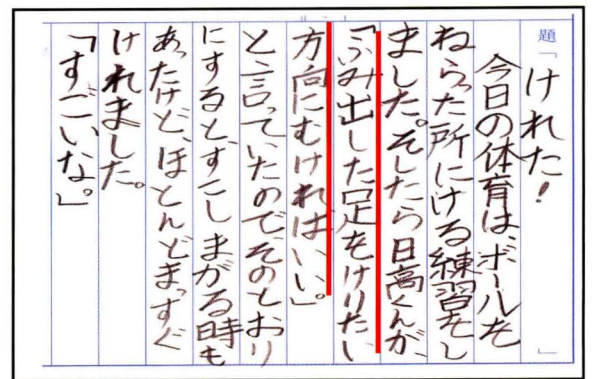 題「けれた!」
今日の体育は、ボールを
ねらった所にける練習をし
ました。そしたら日高くんが、
「ふみ出した足をけりたい
方向にむければいい。」
と言っていたのでそのとおり
にすると、すこしまがる時も
あったけど、ほとんどまっすぐ
けれました。
「すごいな。」